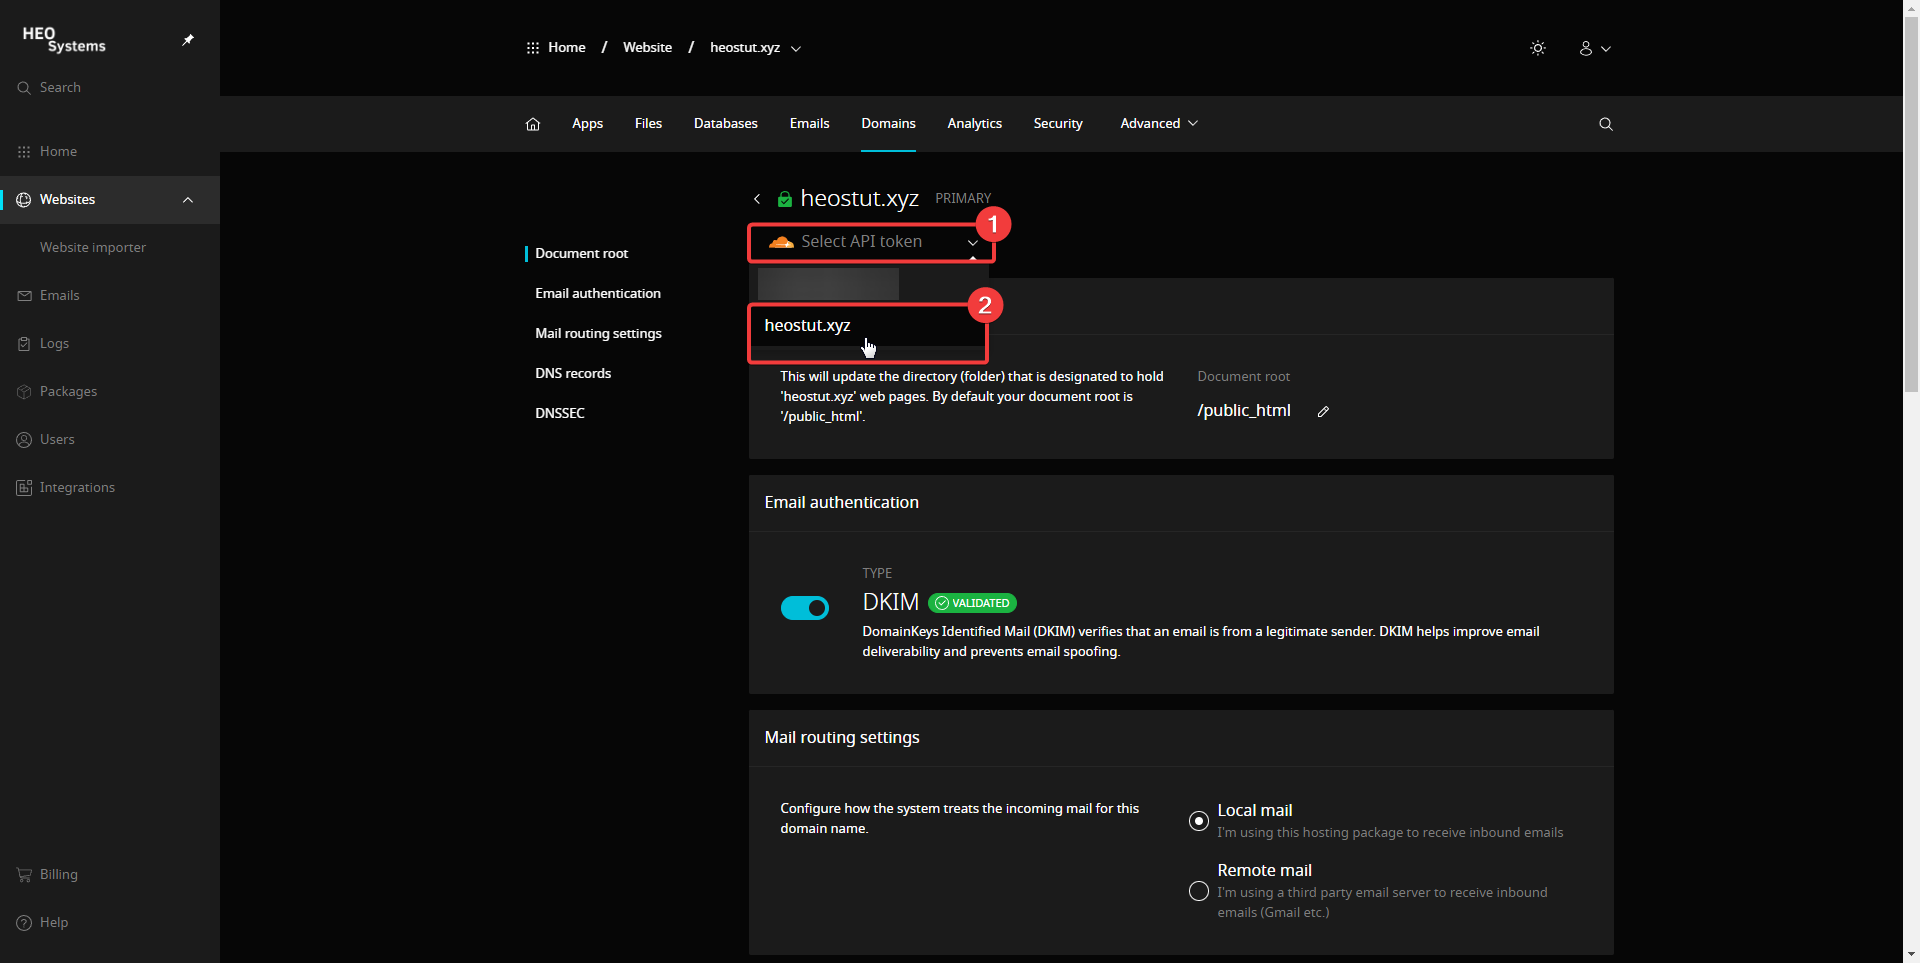 HEO
Systems
Search
Home
Websites
Website importer
Emails
Logs
Packages
Users
Integrations
Billing
Help
Home / Website / heostut.xyz
Apps Files Databases Emails Domains Analytics Security Advanced
Document root
Email authentication
Mail routing settings
DNS records
DNSSEC
heostut.xyz PRIMARY
1
Select API token
2
heostut.xyz
This will update the directory (folder) that is designated to hold
'heostut.xyz' web pages. By default your document root is
'/public_html'.
Document root
/public_html
Email authentication
TYPE
DKIM VALIDATED
DomainKeys Identified Mail (DKIM) verifies that an email is from a legitimate sender. DKIM helps improve email
deliverability and prevents email spoofing.
Mail routing settings
Configure how the system treats the incoming mail for this
domain name.
Local mail
I'm using this hosting package to receive inbound emails
Remote mail
I'm using a third party email server to receive inbound
emails (Gmail etc.)